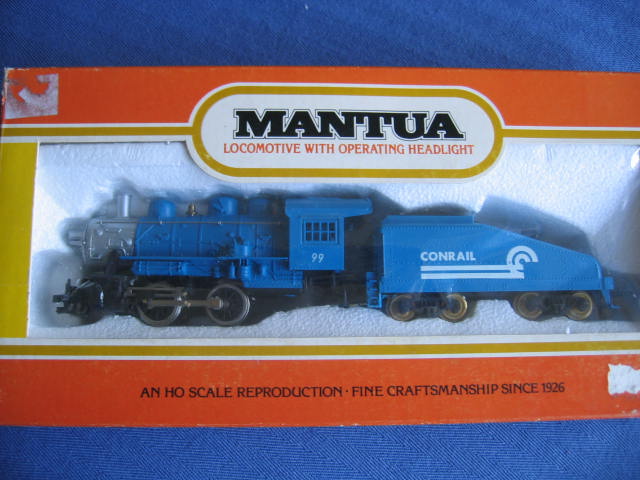 MANTUA
LOCOMOTIVE WITH OPERATING HEADLIGHT
99
CONRAIL
AN HO SCALE REPRODUCTION · FINE CRAFTSMANSHIP SINCE 1926